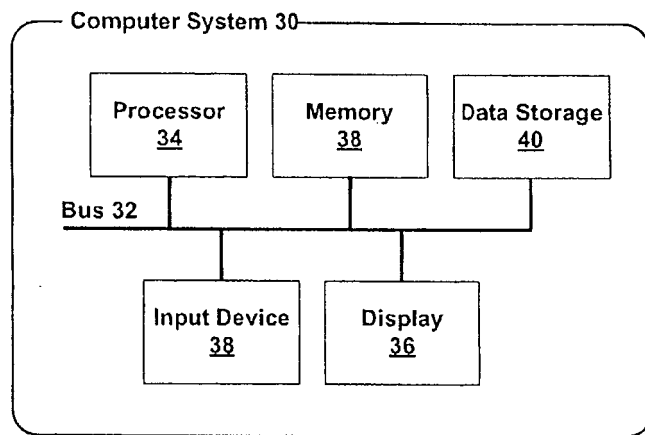 Computer System 30
Processor
34
Memory
38
Data Storage
40
Bus 32
Input Device
38
Display
36